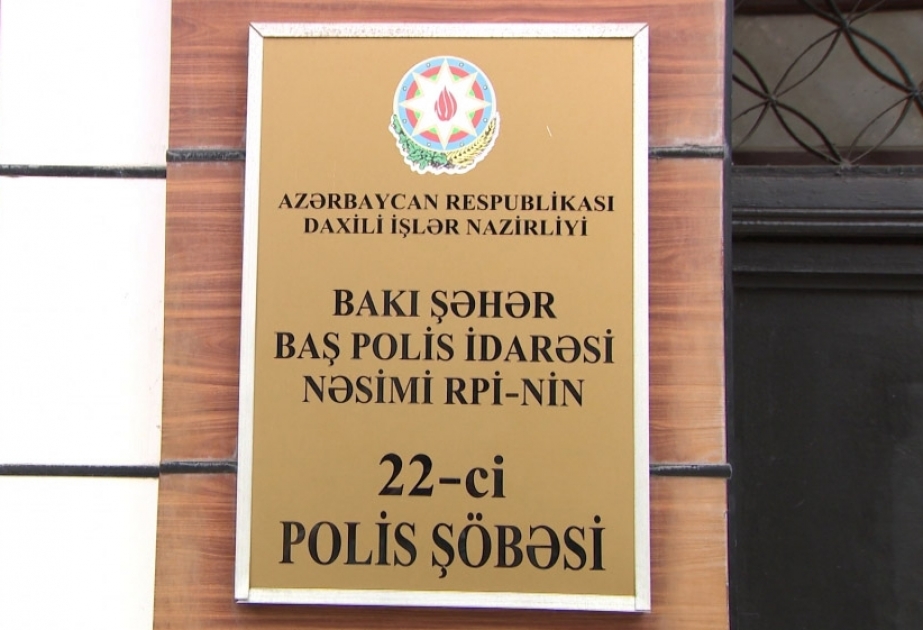 AZƏRBAYCAN RESPUBLİKASI
DAXİLİ İŞLƏR NAZİRLİYİ
BAKI ŞƏHƏR
BAŞ POLİS İDARƏSİ
NƏSİMİ RPİ-NİN
22-ci
POLİS ŞÖBƏSİ